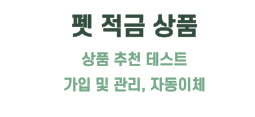 펫 적금 상품
상품 추천 테스트
가입 및 관리, 자동이체